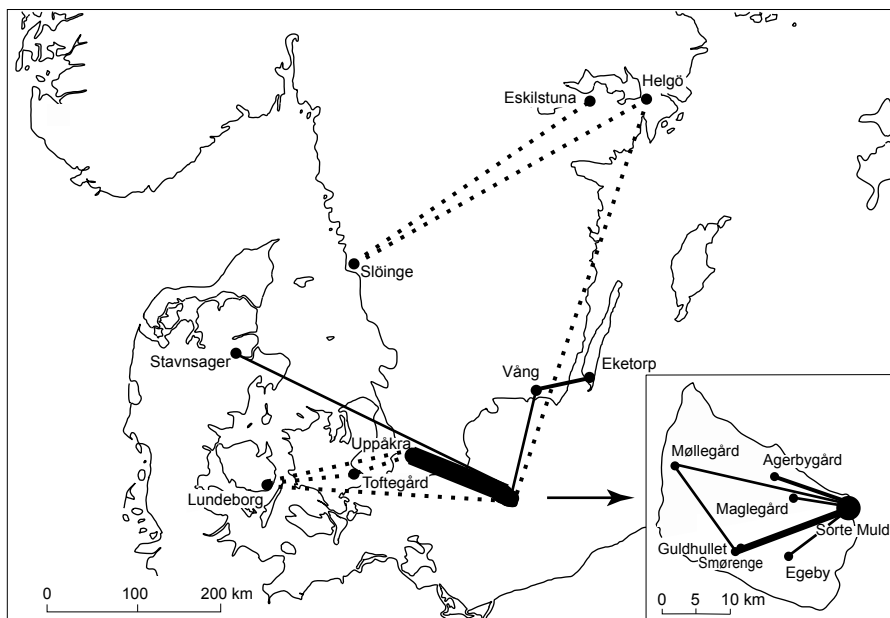 Helgö
Eskilstuna
Slöinge
Stavnsager
Vång
Eketorp
Uppåkra
Toftegård
Lundeborg
Møllegård
Agerbygård
Maglegård
Sorte Muld
Guldhullet
Smørenge
Egeby
0 100 200 km
0 5 10 km